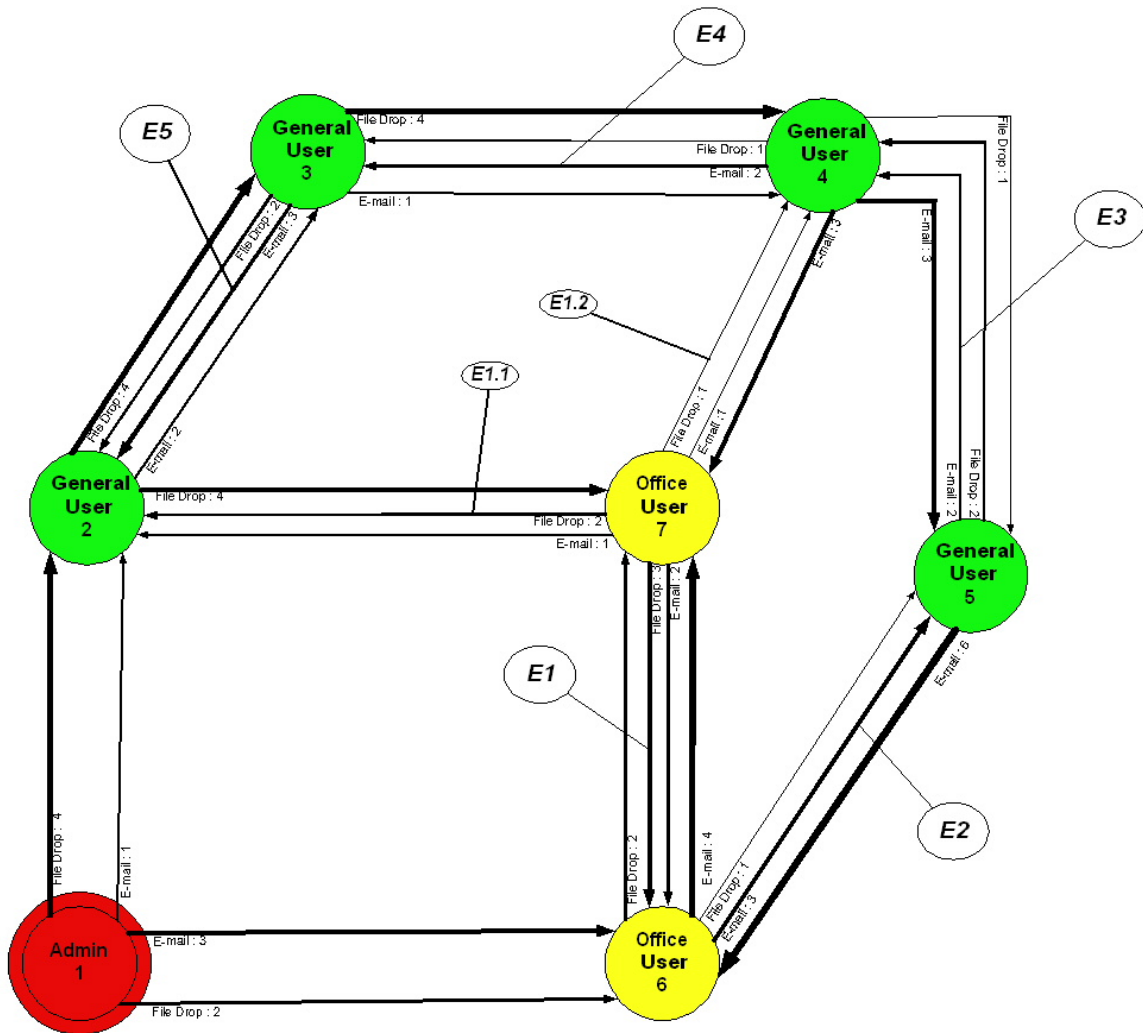 E4
E5
General
User
3
General
User
4
File Drop : 4
File Drop : 1
E-mail : 2
E-mail : 1
File Drop : 1
File Drop : 2
E-mail : 3
E-mail : 3
E-mail : 3
E3
E1.2
E1.1
File Drop : 4
E-mail : 2
File Drop : 1
E-mail : 1
General
User
2
File Drop : 4
File Drop : 2
E-mail : 1
Office
User
7
E-mail : 2
File Drop : 2
General
User
5
File Drop : 3
E-mail : 2
E1
E-mail : 6
E2
File Drop : 4
E-mail : 1
File Drop : 2
E-mail : 4
File Drop : 1
E-mail : 3
Admin
1
E-mail : 3
File Drop : 2
Office
User
6